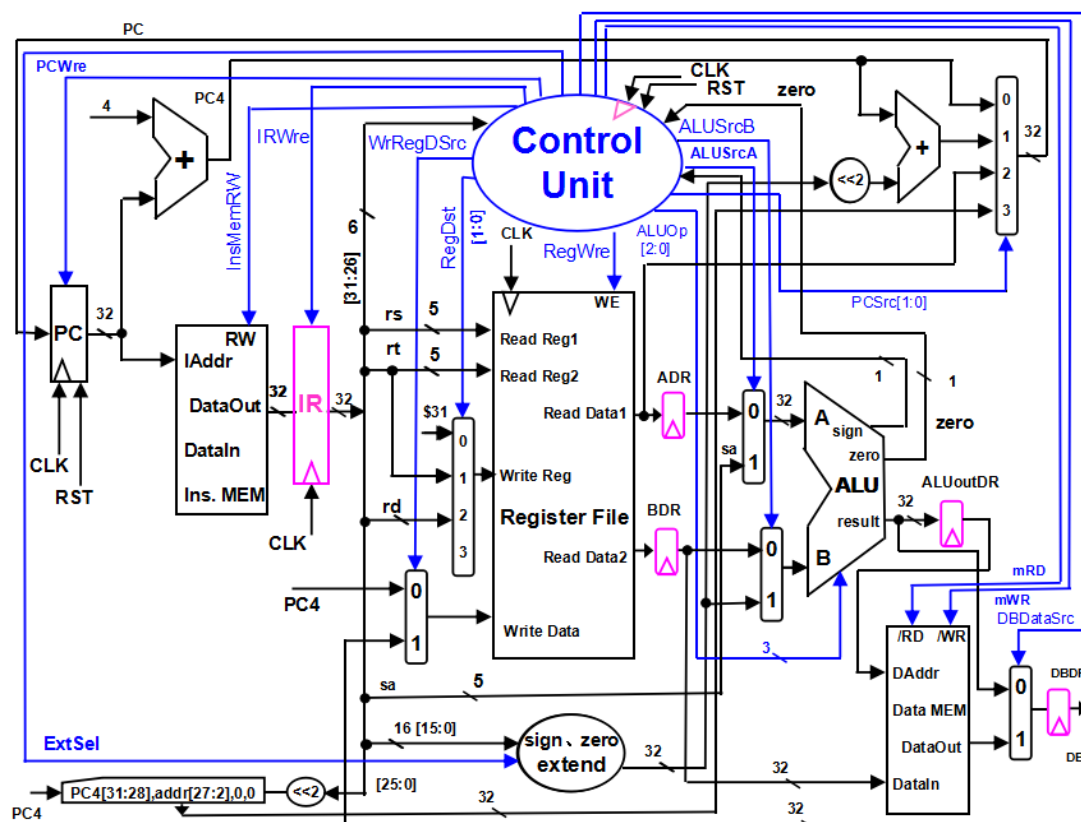 PC
PCWre
4
PC4
+
IRWre
InsMemRW
WrRegDSrc
6
[31:26]
RegDst
[1:0]
Control
Unit
CLK
RST
zero
ALUSrcB
ALUSrcA
<<2
+
0
1
2
3
32
CLK
RegWre
ALUOp
[2:0]
PCSrc[1:0]
PC
32
CLK
RST
RW
IAddr
DataOut
DataIn
Ins. MEM
32
IR
32
CLK
rs
5
rt
5
$31
rd
0
1
2
3
PC4
0
1
WE
Read Reg1
Read Reg2
Read Data1
Write Reg
Register File
Read Data2
Write Data
ADR
BDR
sa
0
1
32
0
1
A
sign
zero
ALU
result
B
1
1
zero
32
ALUoutDR
3
mRD
mWR
DBDataSrc
/RD
/WR
DAddr
Data MEM
DataOut
DataIn
0
1
DBDR
DB
sa
5
16 [15:0]
sign、zero
extend
32
32
ExtSel
[25:0]
PC4[31:28],addr[27:2],0,0
<<2
PC4
32
32